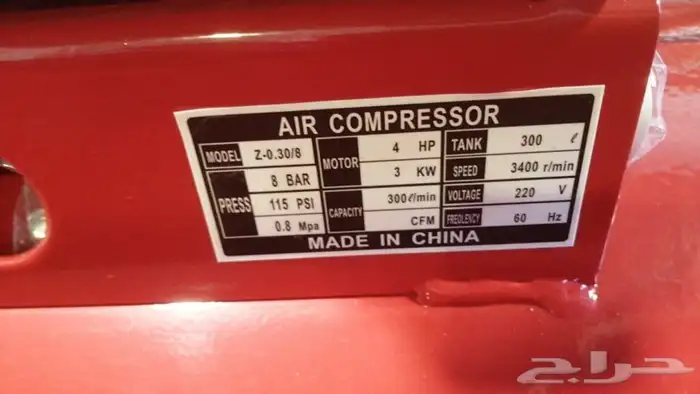 AIR COMPRESSOR
MODEL Z-0.30/8 MOTOR 4 HP TANK 300 ℓ
PRESS 8 BAR 3 KW SPEED 3400 r/min
115 PSI CAPACITY 300ℓ/min VOLTAGE 220 V
0.8 Mpa CFM FREQLENCY 60 Hz
MADE IN CHINA
حراج